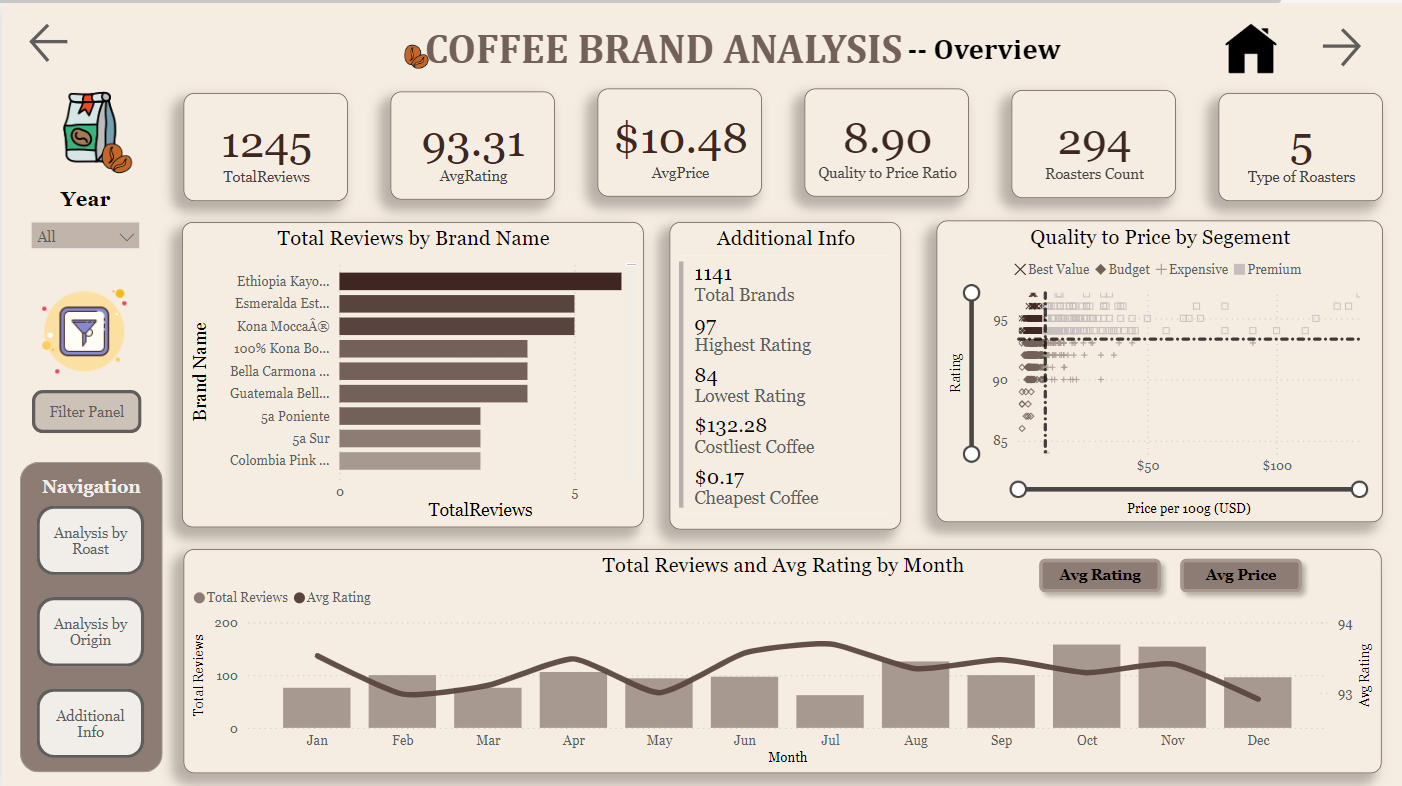 COFFEE BRAND ANALYSIS -- Overview
1245
TotalReviews
93.31
AvgRating
$10.48
AvgPrice
8.90
Quality to Price Ratio
294
Roasters Count
5
Type of Roasters
Year
All
Filter Panel
Navigation
Analysis by
Roast
Analysis by
Origin
Additional
Info
Total Reviews by Brand Name
Brand Name
Ethiopia Kayo...
Esmeralda Est...
Kona MoccaÂ®
100% Kona Bo...
Bella Carmona ...
Guatemala Bell...
5a Poniente
5a Sur
Colombia Pink ...
0
5
TotalReviews
Additional Info
1141
Total Brands
97
Highest Rating
84
Lowest Rating
$132.28
Costliest Coffee
$0.17
Cheapest Coffee
Quality to Price by Segement
Best Value
Budget
Expensive
Premium
Rating
95
90
85
$50
$100
Price per 100g (USD)
Total Reviews and Avg Rating by Month
Avg Rating
Avg Price
Total Reviews
Avg Rating
Total Reviews
200
100
0
94
93
Avg Rating
Jan
Feb
Mar
Apr
May
Jun
Jul
Aug
Sep
Oct
Nov
Dec
Month